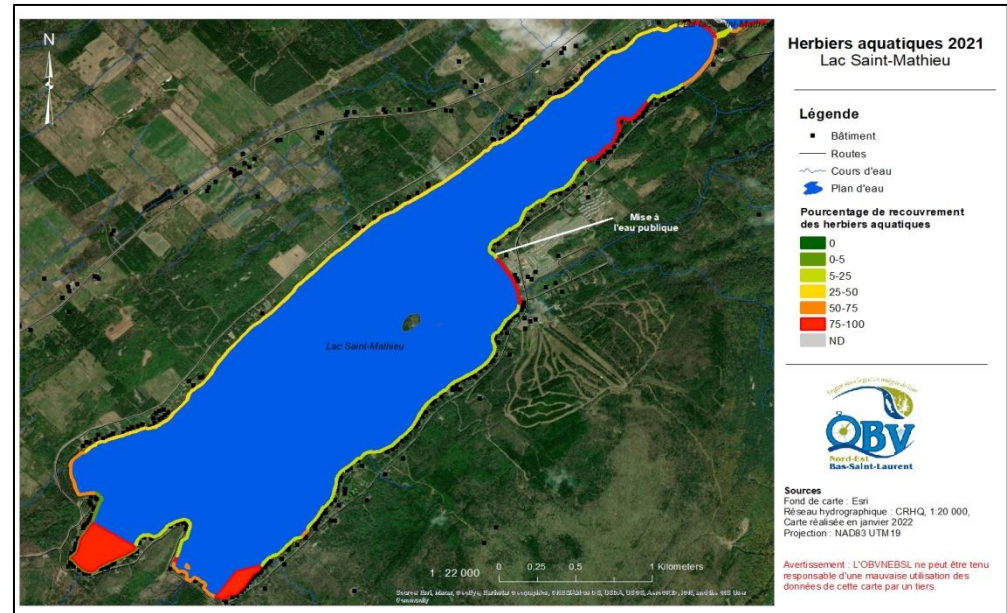 Herbiers aquatiques 2021
Lac Saint-Mathieu
Légende
Bâtiment
Routes
Cours d'eau
Plan d'eau
Pourcentage de recouvrement
des herbiers aquatiques
0
0-5
5-25
25-50
50-75
75-100
ND
OBV
Nord-Est
Bas-Saint-Laurent
Sources
Fond de carte : Esri
Réseau hydrographique : CRHQ, 1:20 000,
Carte réalisée en janvier 2022
Projection : NAD83 UTM19
Avertissement : L'OBVNEBSL ne peut être tenu
responsable d'une mauvaise utilisation des
données de cette carte par un tiers.
N
Mise à
l'eau publique
Lac Saint-Mathieu
1 : 22 000
0 0,25 0,5 1 Kilometers